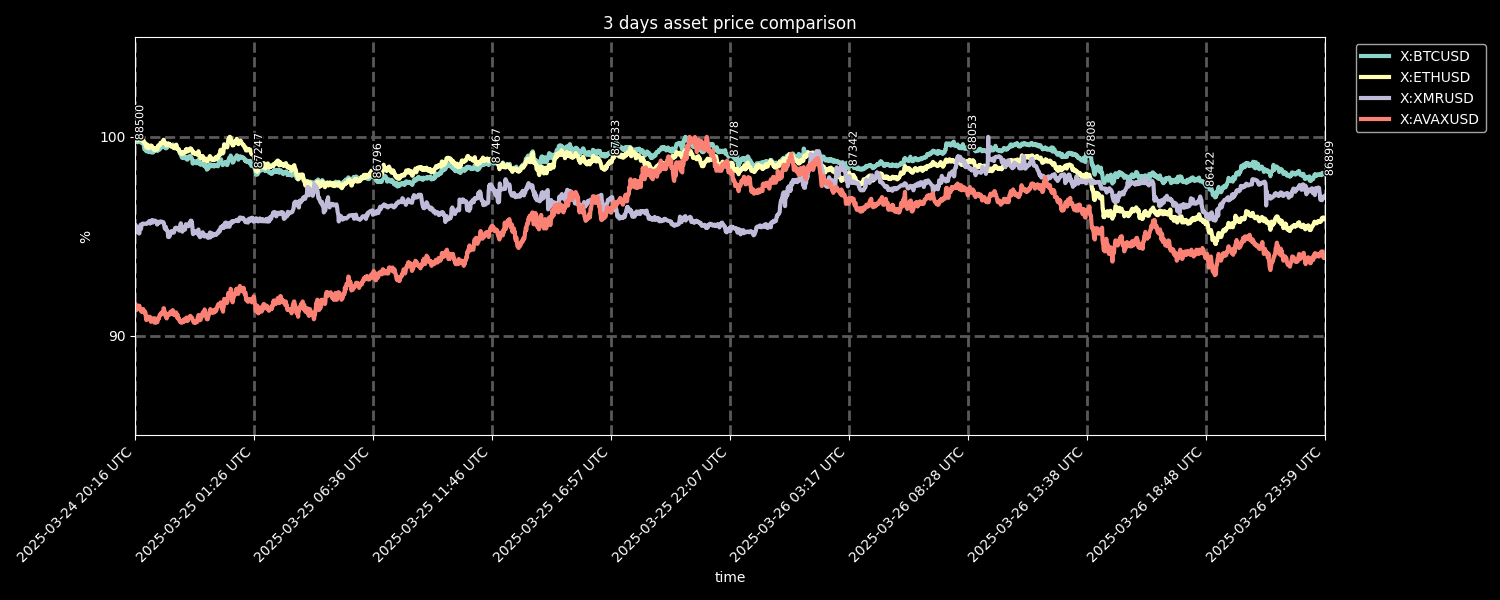 3 days asset price comparison
X:BTCUSD
X:ETHUSD
X:XMRUSD
X:AVAXUSD
100
90
%
88500
87247
86796
87467
87833
87778
87342
88053
87808
86422
86899
2025-03-24 20:16 UTC
2025-03-25 01:26 UTC
2025-03-25 06:36 UTC
2025-03-25 11:46 UTC
2025-03-25 16:57 UTC
2025-03-25 22:07 UTC
2025-03-26 03:17 UTC
2025-03-26 08:28 UTC
2025-03-26 13:38 UTC
2025-03-26 18:48 UTC
2025-03-26 23:59 UTC
time